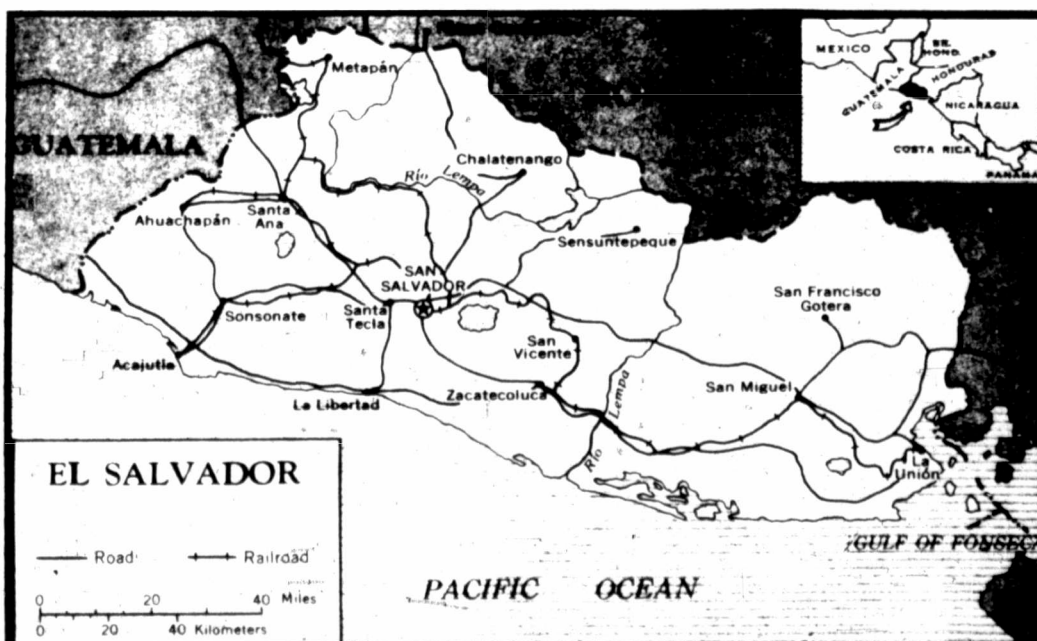 MEXICO
BR.
HOND.
GUATEMALA
HONDURAS
NICARAGUA
COSTA RICA
PANAMA
GUATEMALA
Metapán
Chalatenango
Río
Lempa
Ahuachapán
Santa
Ana
Sensuntepeque
SAN
SALVADOR
Santa
Tecla
Sonsonate
San Francisco
Gotera
San
Vicente
Acajutla
La Libertad
Zacatecoluca
Lempa
Río
San Miguel
La
Unión
GULF OF FONSECA
PACIFIC OCEAN
EL SALVADOR
Road Railroad
0 20 40 Miles
0 20 40 Kilometers